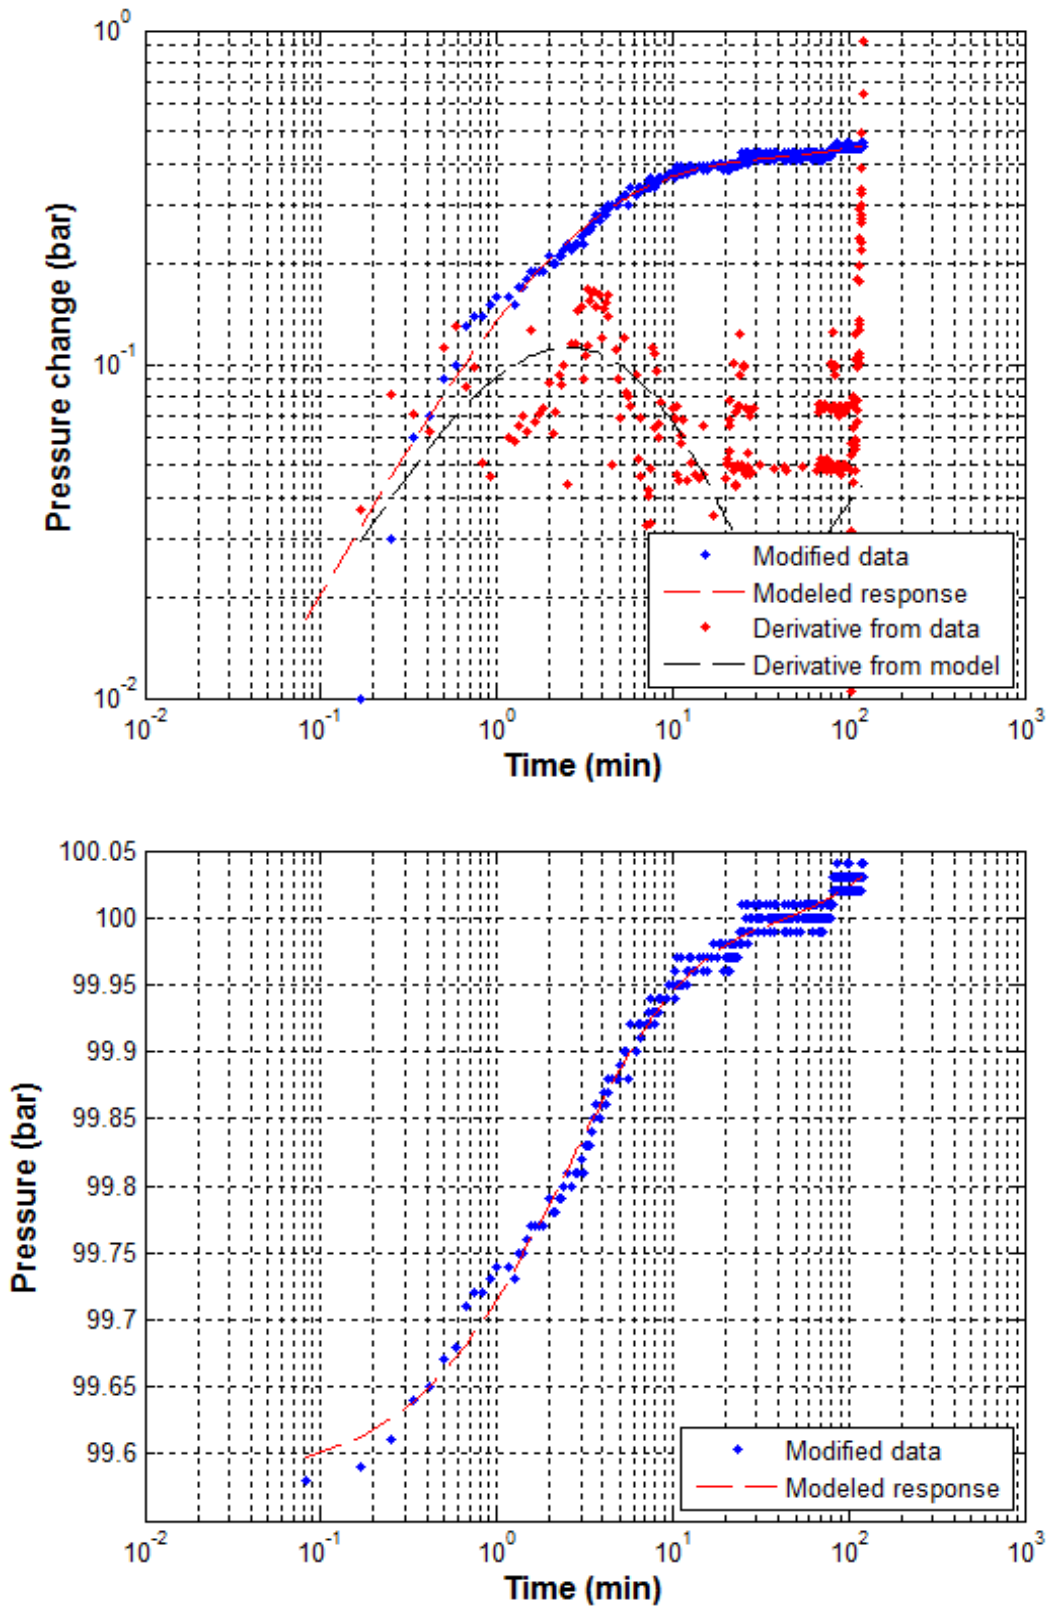 10^0
10^-1
10^-2
Pressure change (bar)
Modified data
Modeled response
Derivative from data
Derivative from model
10^-2 10^-1 10^0 10^1 10^2 10^3
Time (min)
100.05
100
99.95
99.9
99.85
99.8
99.75
99.7
99.65
99.6
Pressure (bar)
Modified data
Modeled response
10^-2 10^-1 10^0 10^1 10^2 10^3
Time (min)